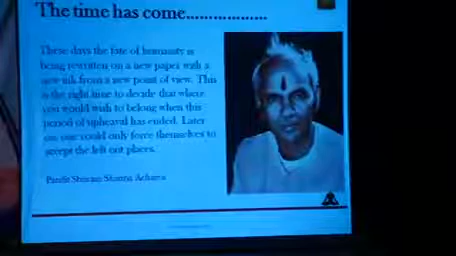 The time has come..................
These days the fate of humanity is
being rewritten on a new paper with a
new ink from a new point of view. This
is the right time to decide that where
you would wish to belong when this
period of upheaval has ended. Later
on, one could only force themselves to
accept the left out places.
Pandit Shriram Sharma Acharya